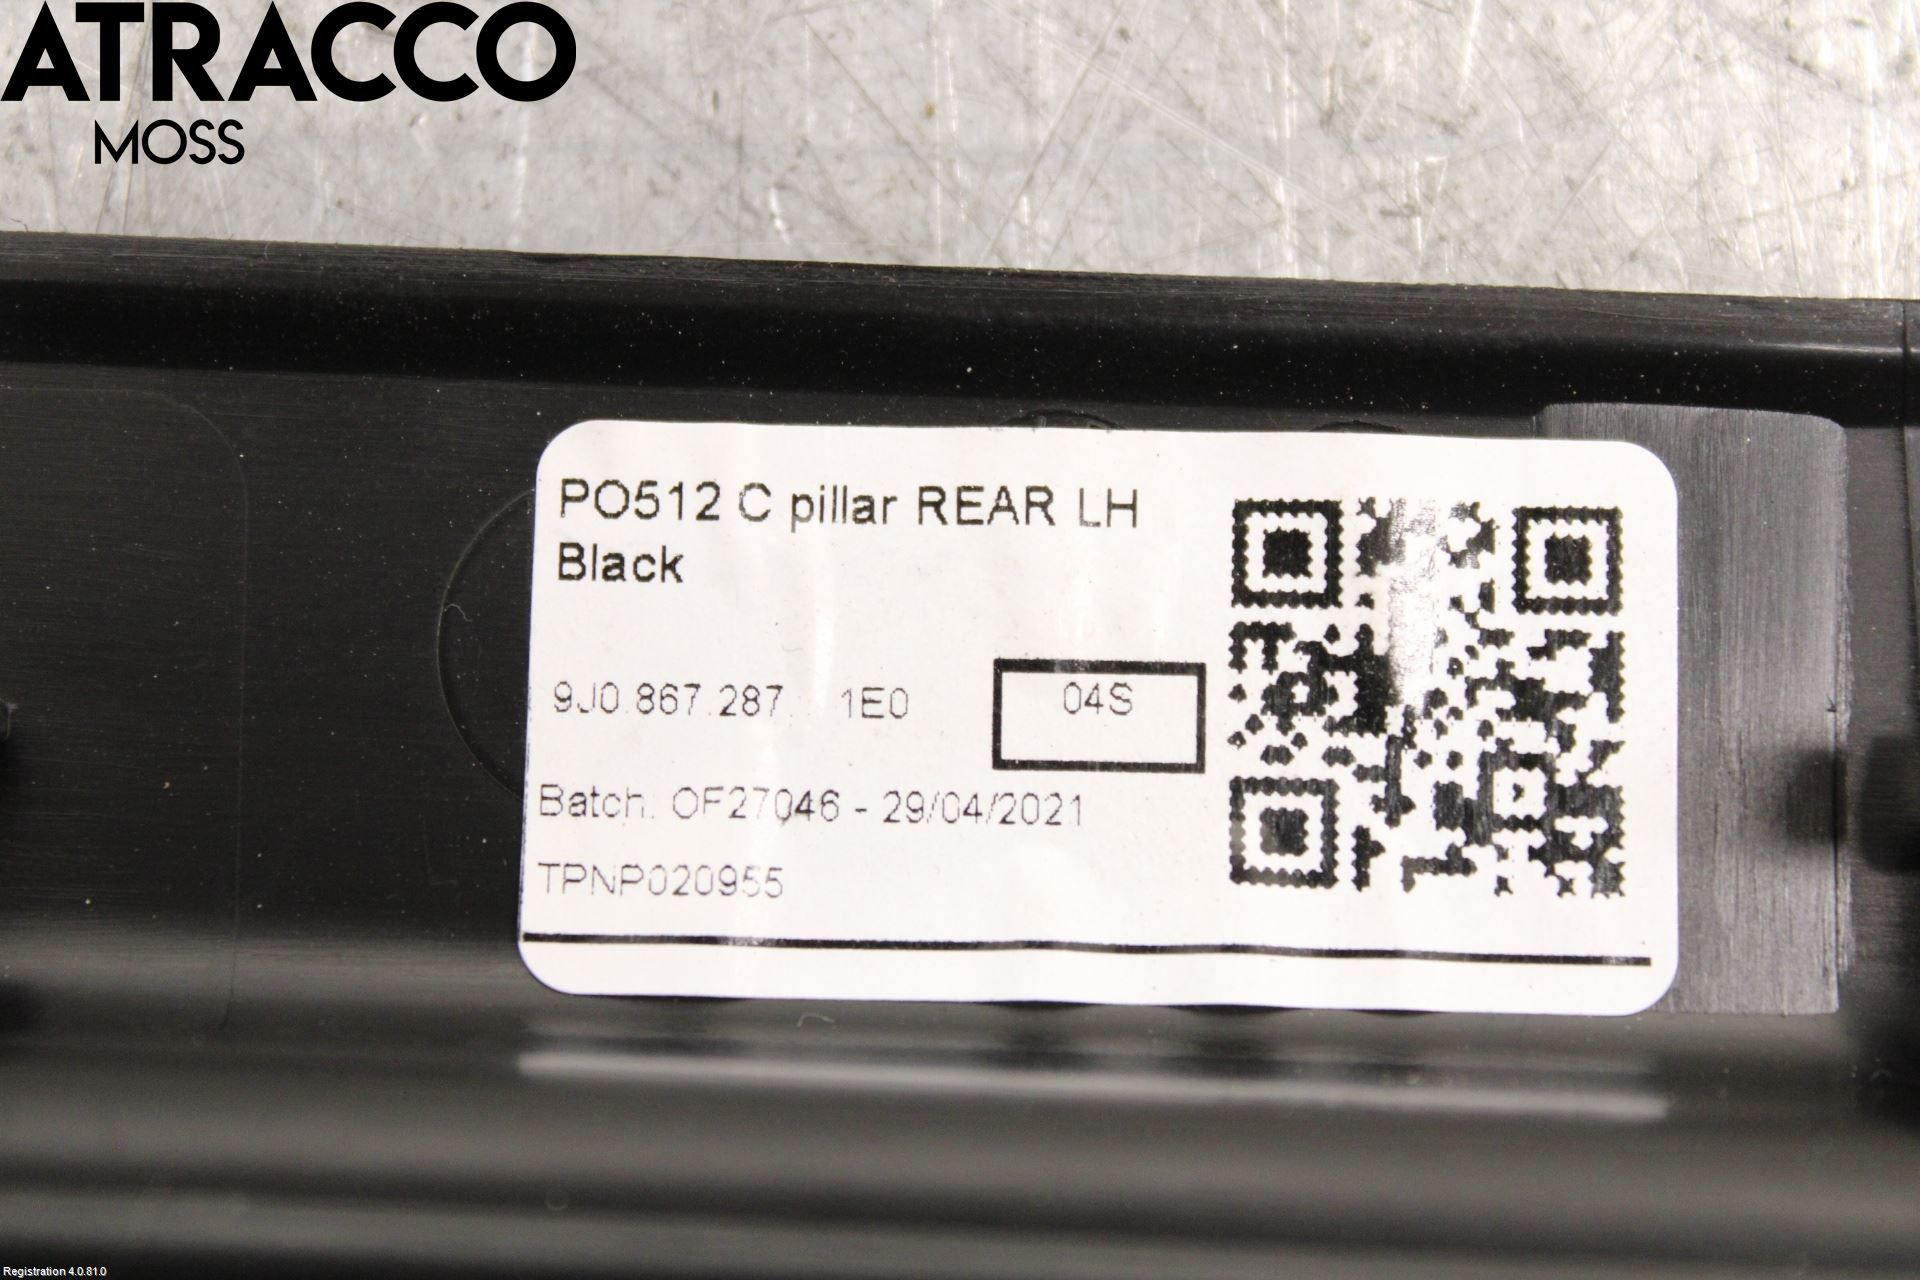 ATRACCO
MOSS
PO512 C pillar REAR LH
Black
9J0.867.287. 1E0
04S
Batch: OF27046 - 29/04/2021
TPNP020955
Registration 4.0.81.0